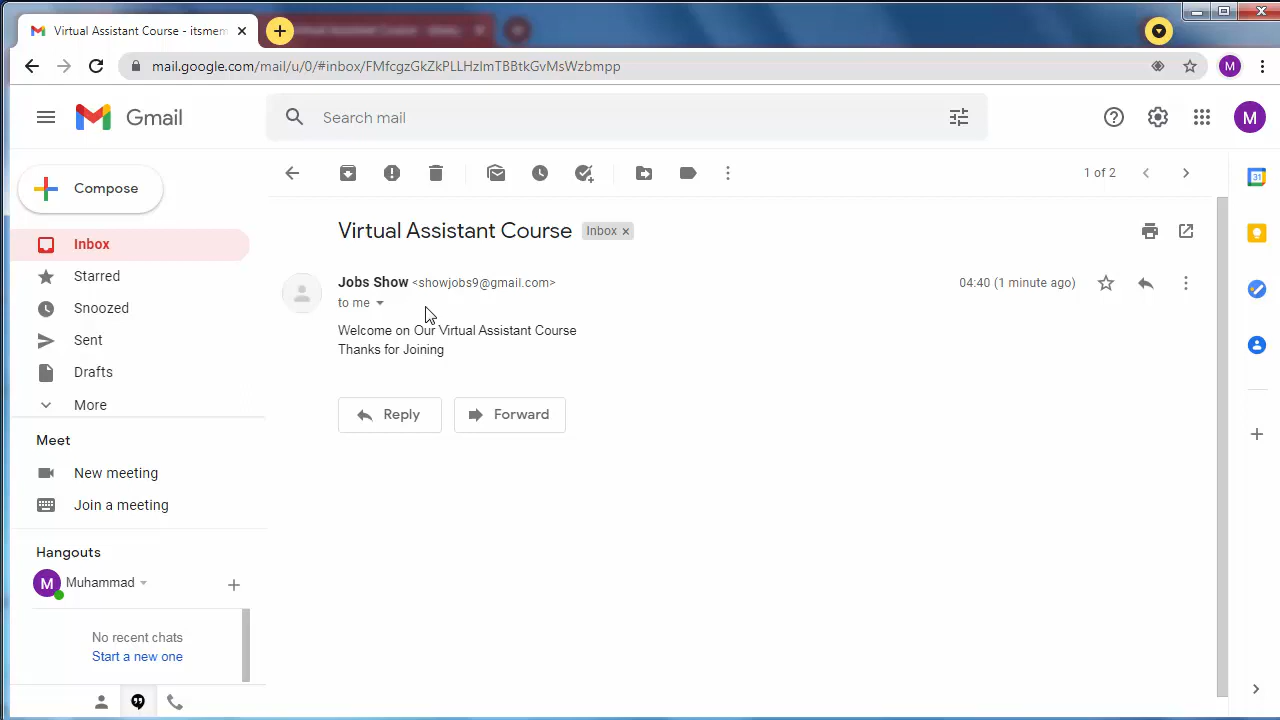 Virtual Assistant Course - itsmem
mail.google.com/mail/u/0/#inbox/FMfcgzGkZkPLLHzlmTBBtkGvMsWzbmpp
M
Gmail
Search mail
M
Compose
1 of 2
Inbox
Starred
Snoozed
Sent
Drafts
More
Virtual Assistant Course
Inbox x
Jobs Show <showjobs9@gmail.com>
04:40 (1 minute ago)
to me
Welcome on Our Virtual Assistant Course
Thanks for Joining
Reply
Forward
Meet
New meeting
Join a meeting
Hangouts
M
Muhammad
No recent chats
Start a new one
31